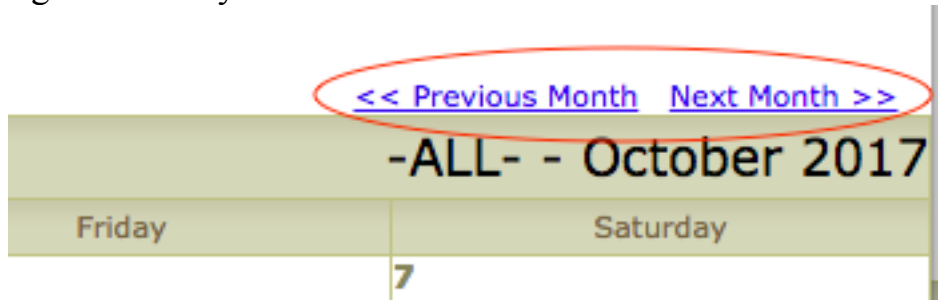 << Previous Month Next Month >>
-ALL- - October 2017
Friday Saturday
7